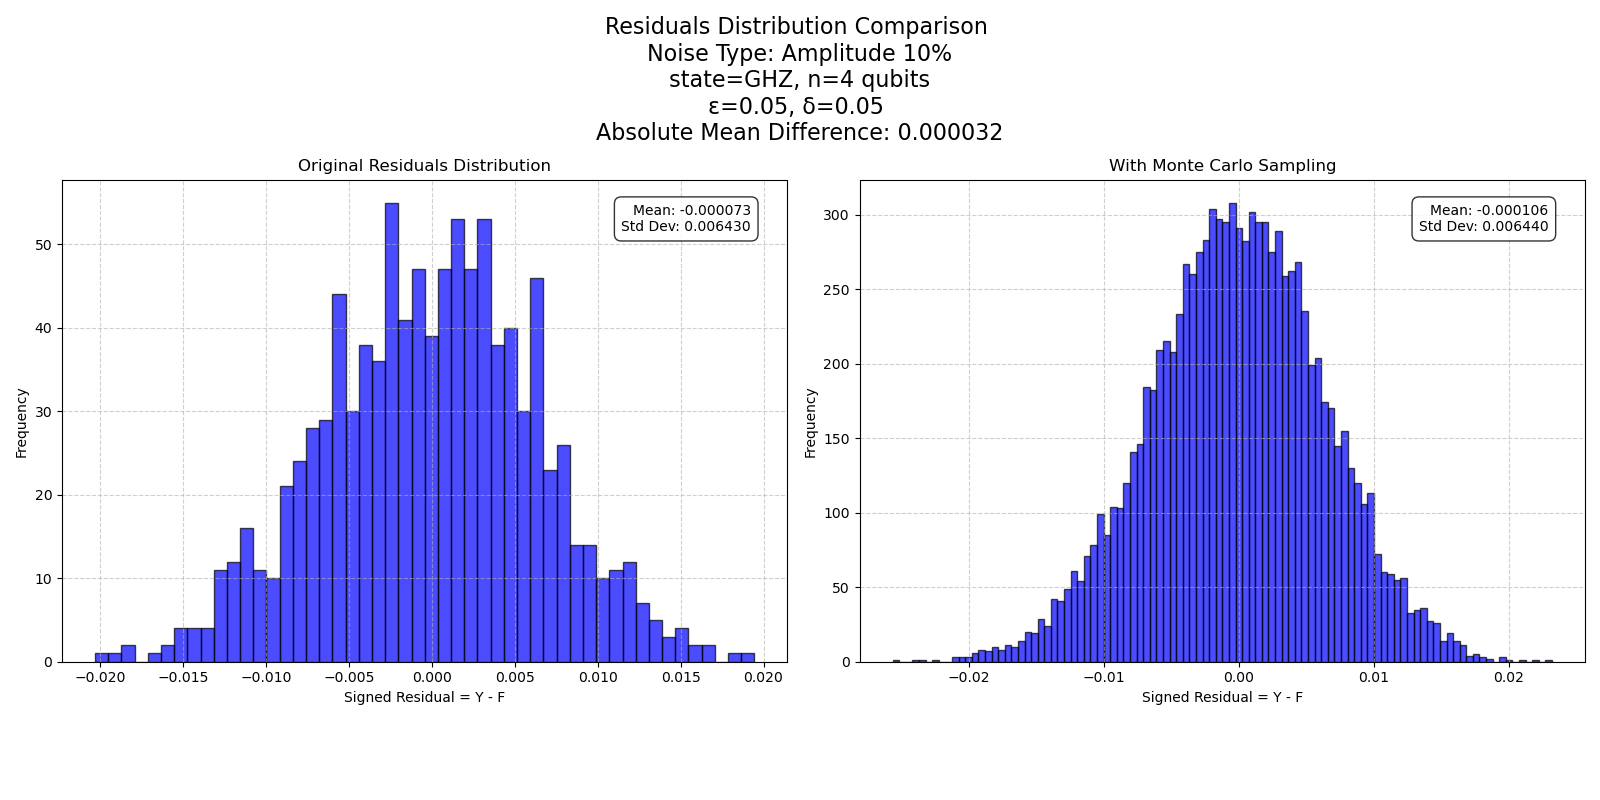 Residuals Distribution Comparison
Noise Type: Amplitude 10%
state=GHZ, n=4 qubits
ε=0.05, δ=0.05
Absolute Mean Difference: 0.000032
Original Residuals Distribution
Mean: -0.000073
Std Dev: 0.006430
Frequency
50
40
30
20
10
0
−0.020 −0.015 −0.010 −0.005 0.000 0.005 0.010 0.015 0.020
Signed Residual = Y - F
With Monte Carlo Sampling
Mean: -0.000106
Std Dev: 0.006440
Frequency
300
250
200
150
100
50
0
−0.02 −0.01 0.00 0.01 0.02
Signed Residual = Y - F